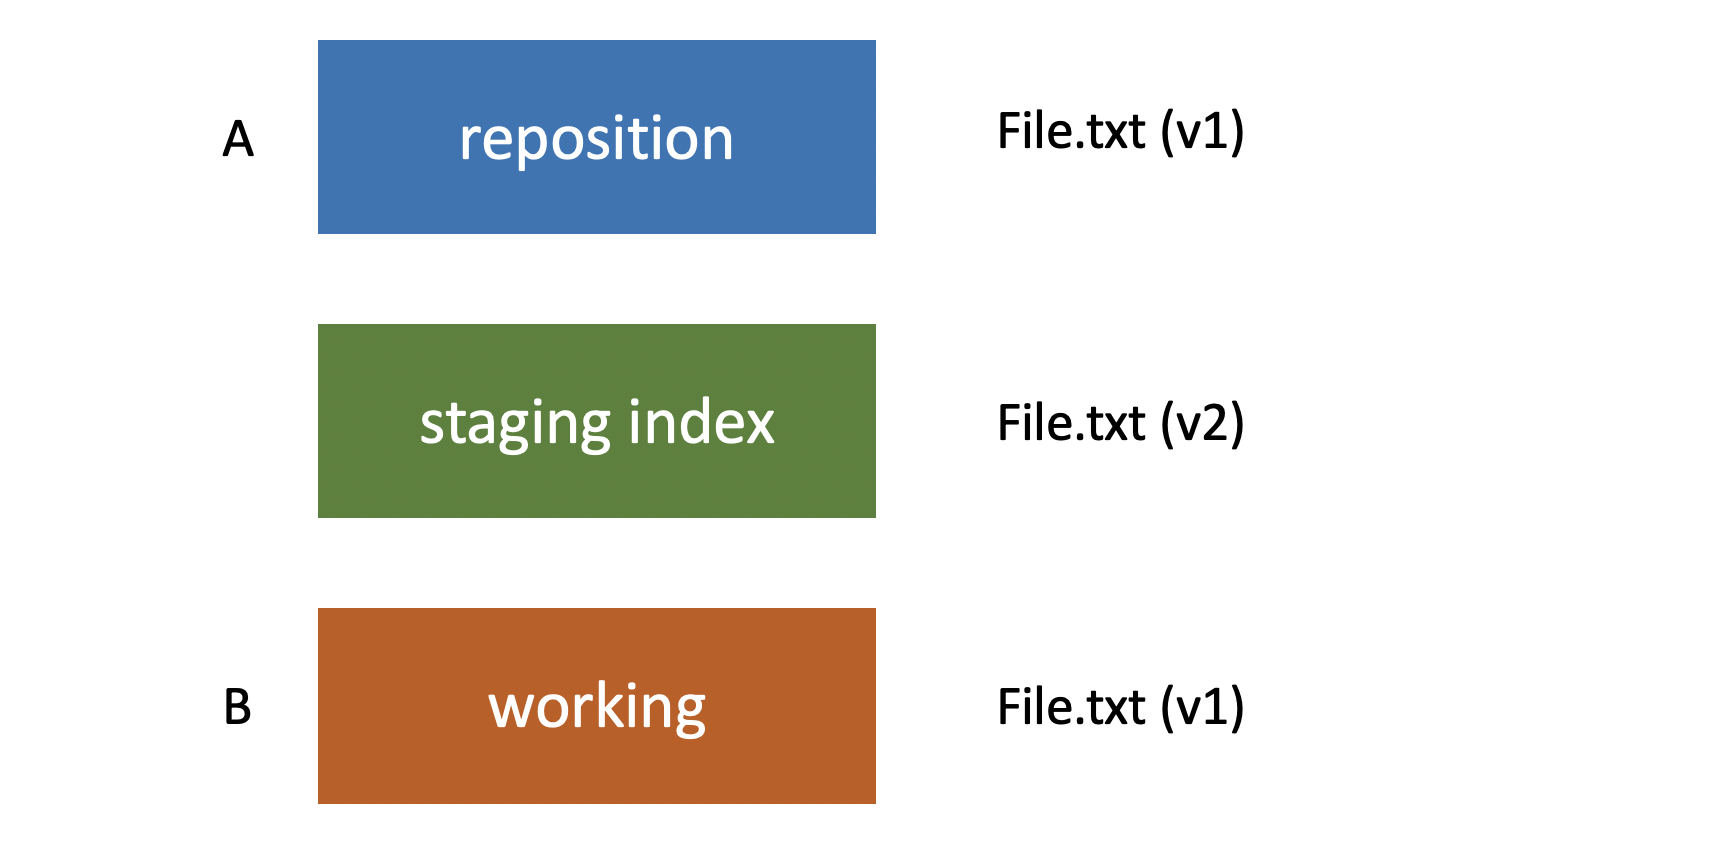 A reposition File.txt (v1)
staging index File.txt (v2)
B working File.txt (v1)